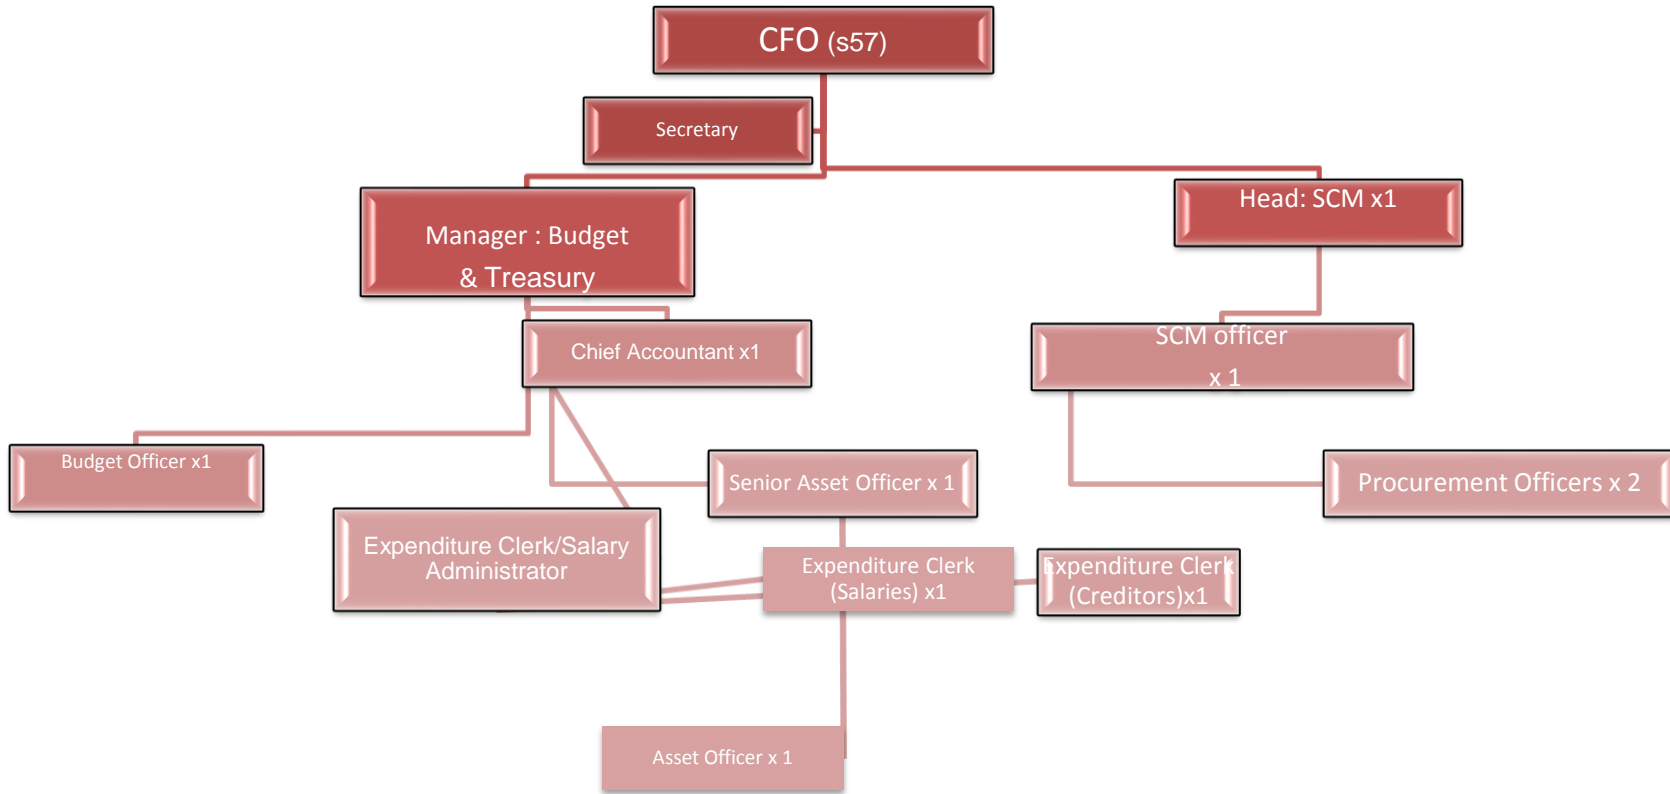 CFO (s57)
Secretary
Manager : Budget
& Treasury
Head: SCM x1
Chief Accountant x1
SCM officer
x 1
Budget Officer x1
Senior Asset Officer x 1
Procurement Officers x 2
Expenditure Clerk/Salary
Administrator
Expenditure Clerk
(Salaries) x1
Expenditure Clerk
(Creditors)x1
Asset Officer x 1